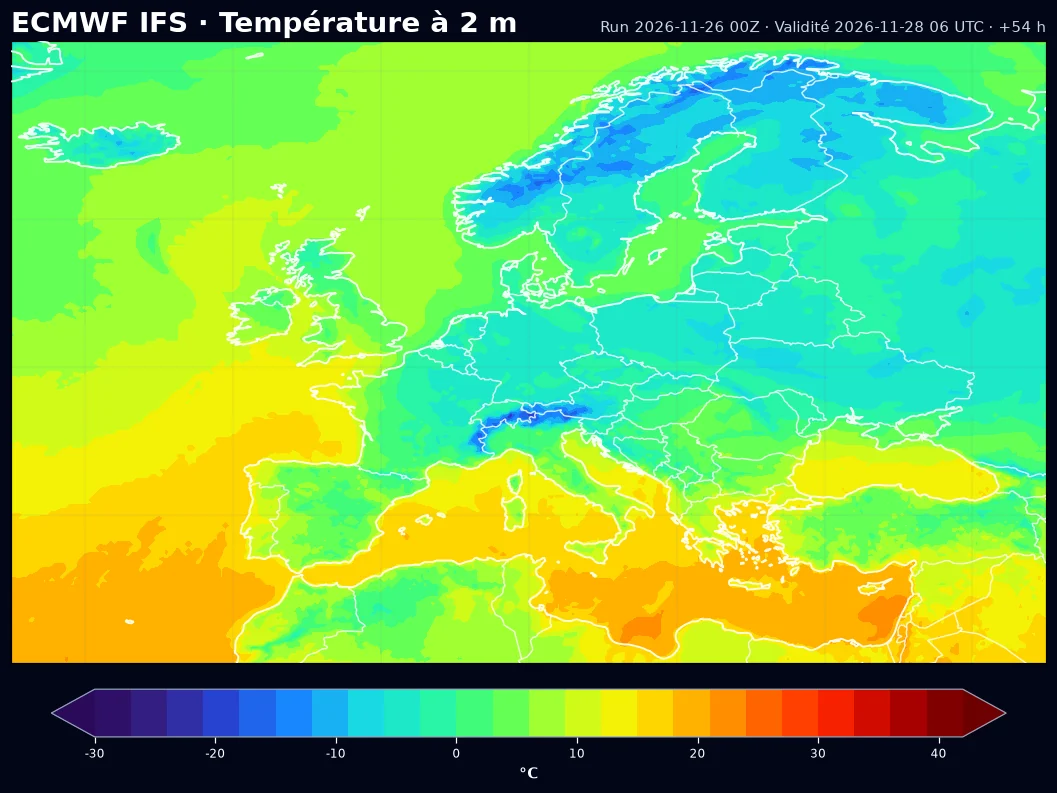 ECMWF IFS · Température à 2 m
Run 2026-11-26 00Z · Validité 2026-11-28 06 UTC · +54 h
-30 -20 -10 0 10 20 30 40
°C